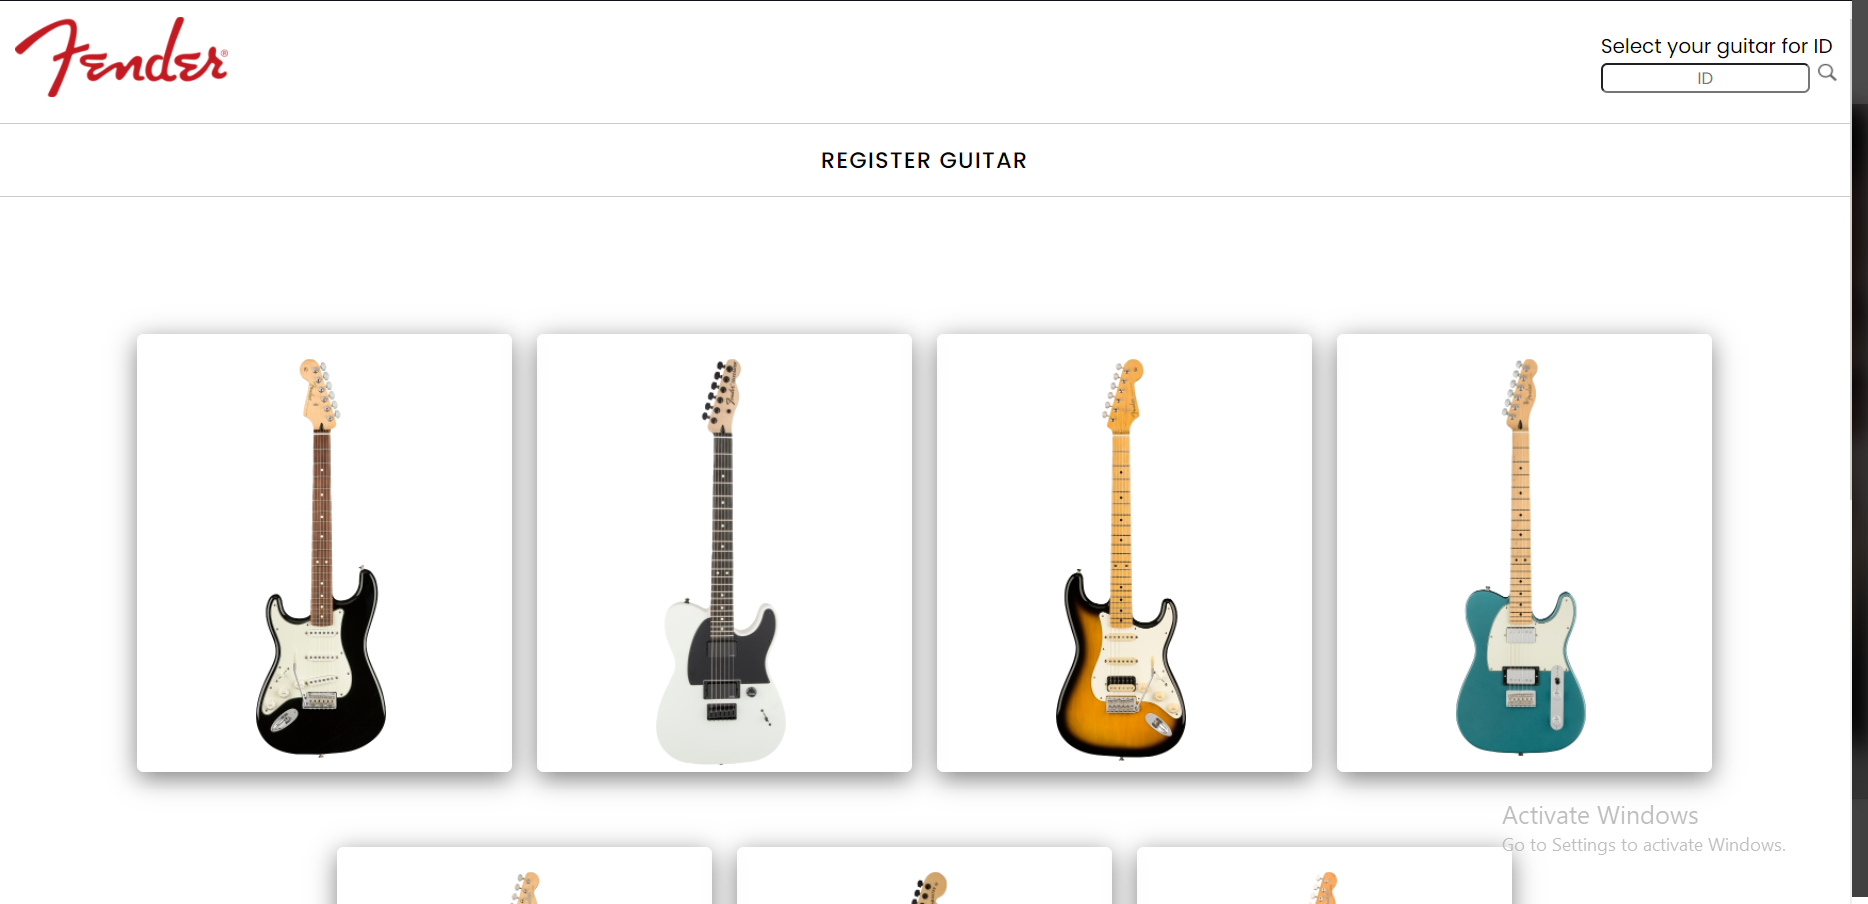 Fender®
Select your guitar for ID
ID
REGISTER GUITAR
Activate Windows
Go to Settings to activate Windows.